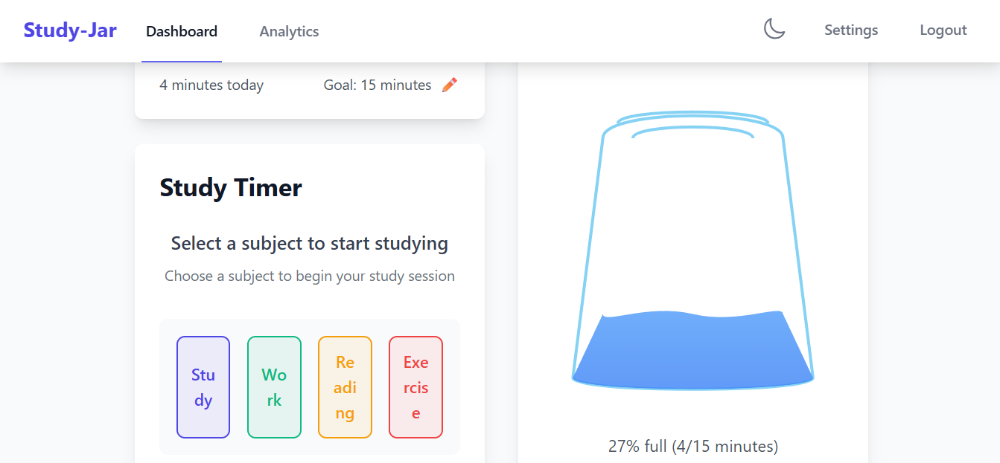 Study-Jar Dashboard Analytics Settings Logout
4 minutes today Goal: 15 minutes
Study Timer
Select a subject to start studying
Choose a subject to begin your study session
Stu
dy
Wo
rk
Re
adi
ng
Exe
rcis
e
27% full (4/15 minutes)